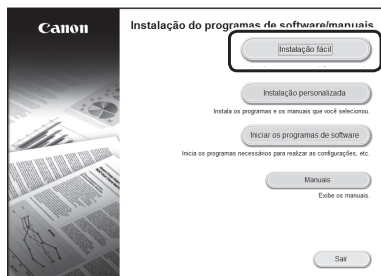 Canon
Instalação do programas de software/manuais
Instalação fácil
Instalação personalizada
Instala os programas e os manuais que você selecionou.
Iniciar os programas de software
Inicia os programas necessários para realizar as configurações, etc.
Manuais
Exibe os manuais.
Sair